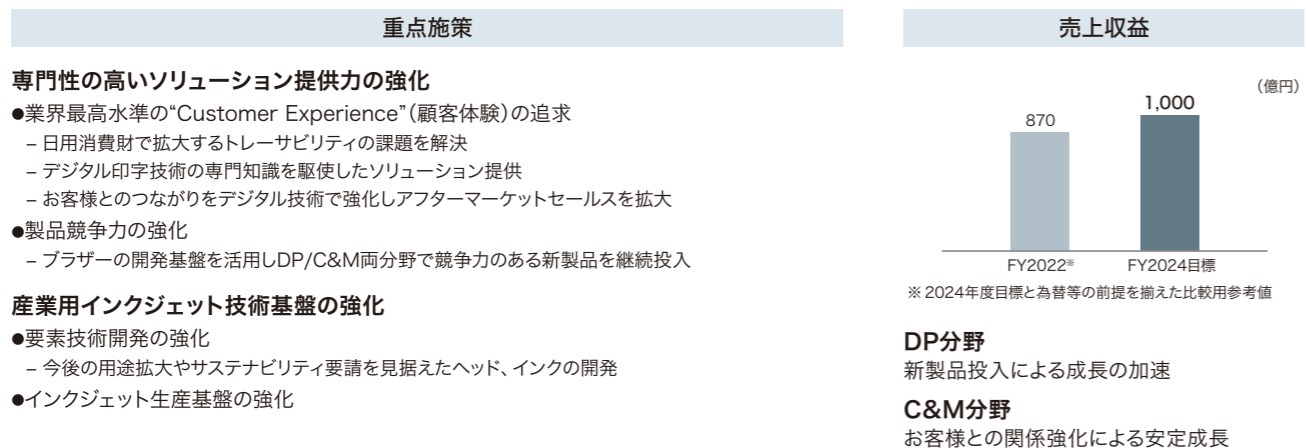 重点施策
専門性の高いソリューション提供力の強化
●業界最高水準の“Customer Experience”(顧客体験)の追求
– 日用消費財で拡大するトレーサビリティの課題を解決
– デジタル印字技術の専門知識を駆使したソリューション提供
– お客様とのつながりをデジタル技術で強化しアフターマーケットセールスを拡大
●製品競争力の強化
– ブラザーの開発基盤を活用しDP/C&M両分野で競争力のある新製品を継続投入
産業用インクジェット技術基盤の強化
●要素技術開発の強化
– 今後の用途拡大やサステナビリティ要請を見据えたヘッド、インクの開発
●インクジェット生産基盤の強化
売上収益
(億円)
870
1,000
FY2022※
FY2024目標
※ 2024年度目標と為替等の前提を揃えた比較用参考値
DP分野
新製品投入による成長の加速
C&M分野
お客様との関係強化による安定成長